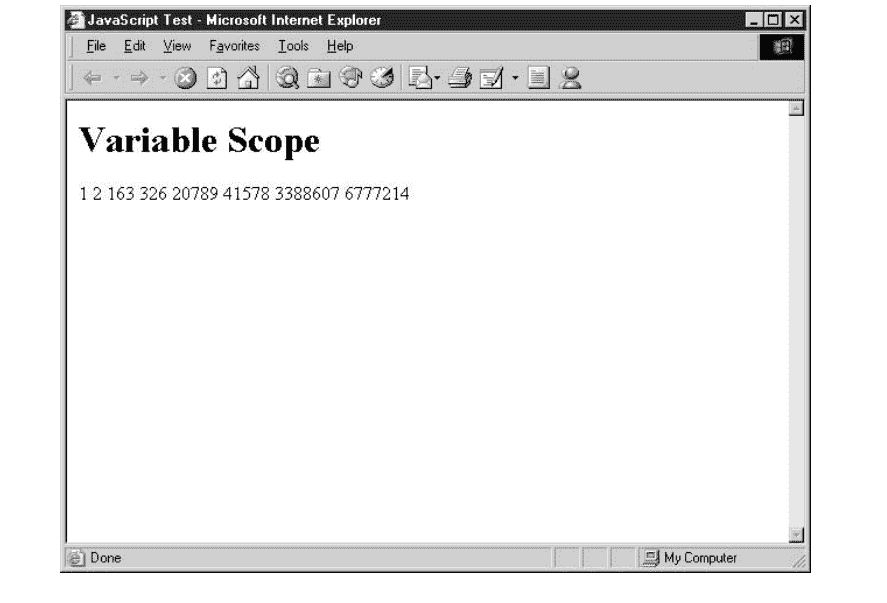 JavaScript Test - Microsoft Internet Explorer
File Edit View Favorites Tools Help
Variable Scope
1 2 163 326 20789 41578 3388607 6777214
Done
My Computer